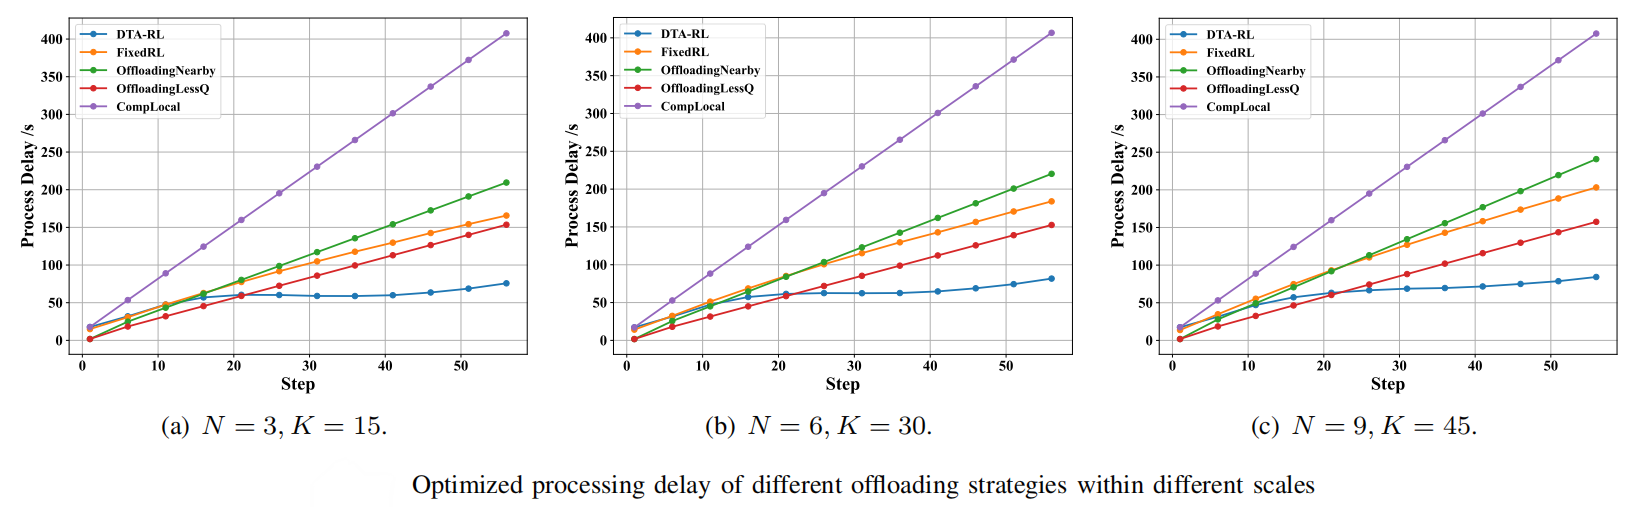 DTA-RL
FixedRL
OffloadingNearby
OffloadingLessQ
CompLocal
400
350
300
250
200
150
100
50
0
Process Delay /s
0 10 20 30 40 50
Step
(a) N = 3, K = 15.
DTA-RL
FixedRL
OffloadingNearby
OffloadingLessQ
CompLocal
400
350
300
250
200
150
100
50
0
Process Delay /s
0 10 20 30 40 50
Step
(b) N = 6, K = 30.
DTA-RL
FixedRL
OffloadingNearby
OffloadingLessQ
CompLocal
400
350
300
250
200
150
100
50
0
Process Delay /s
0 10 20 30 40 50
Step
(c) N = 9, K = 45.
Optimized processing delay of different offloading strategies within different scales